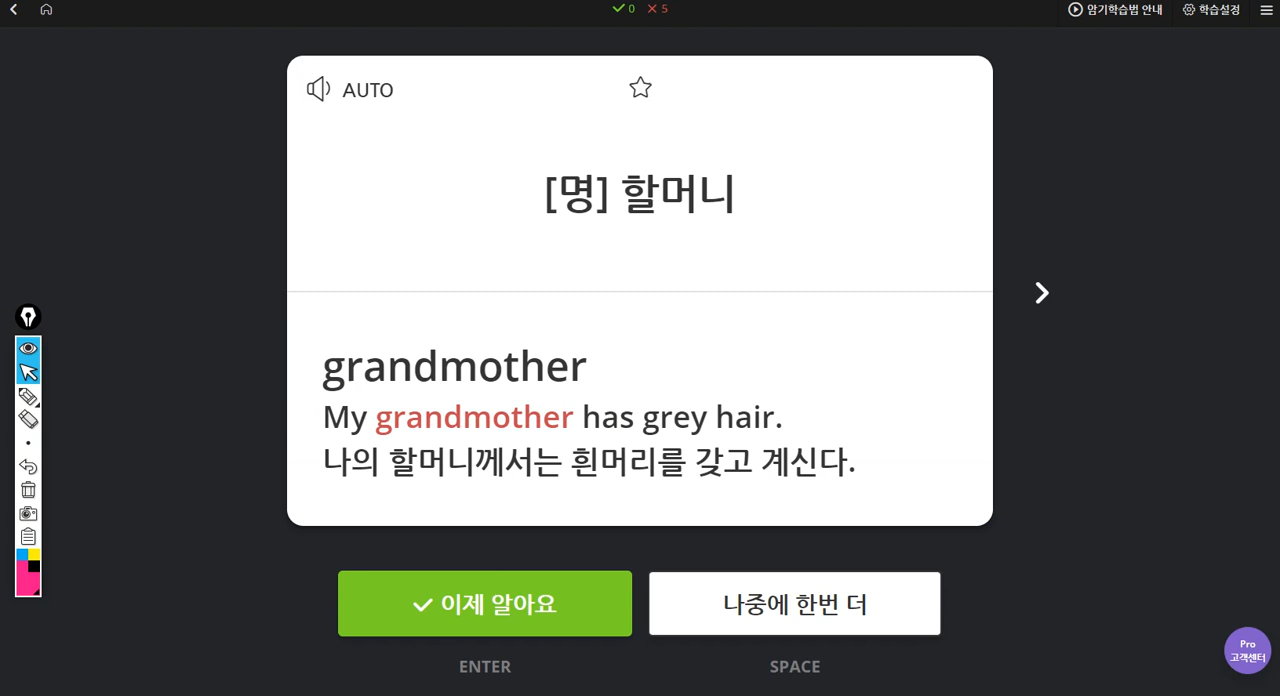 0 5 암기학습법 안내 학습설정
AUTO
[명] 할머니
grandmother
My grandmother has grey hair.
나의 할머니께서는 흰머리를 갖고 계신다.
이제 알아요 나중에 한번 더
ENTER SPACE
Pro
고객센터